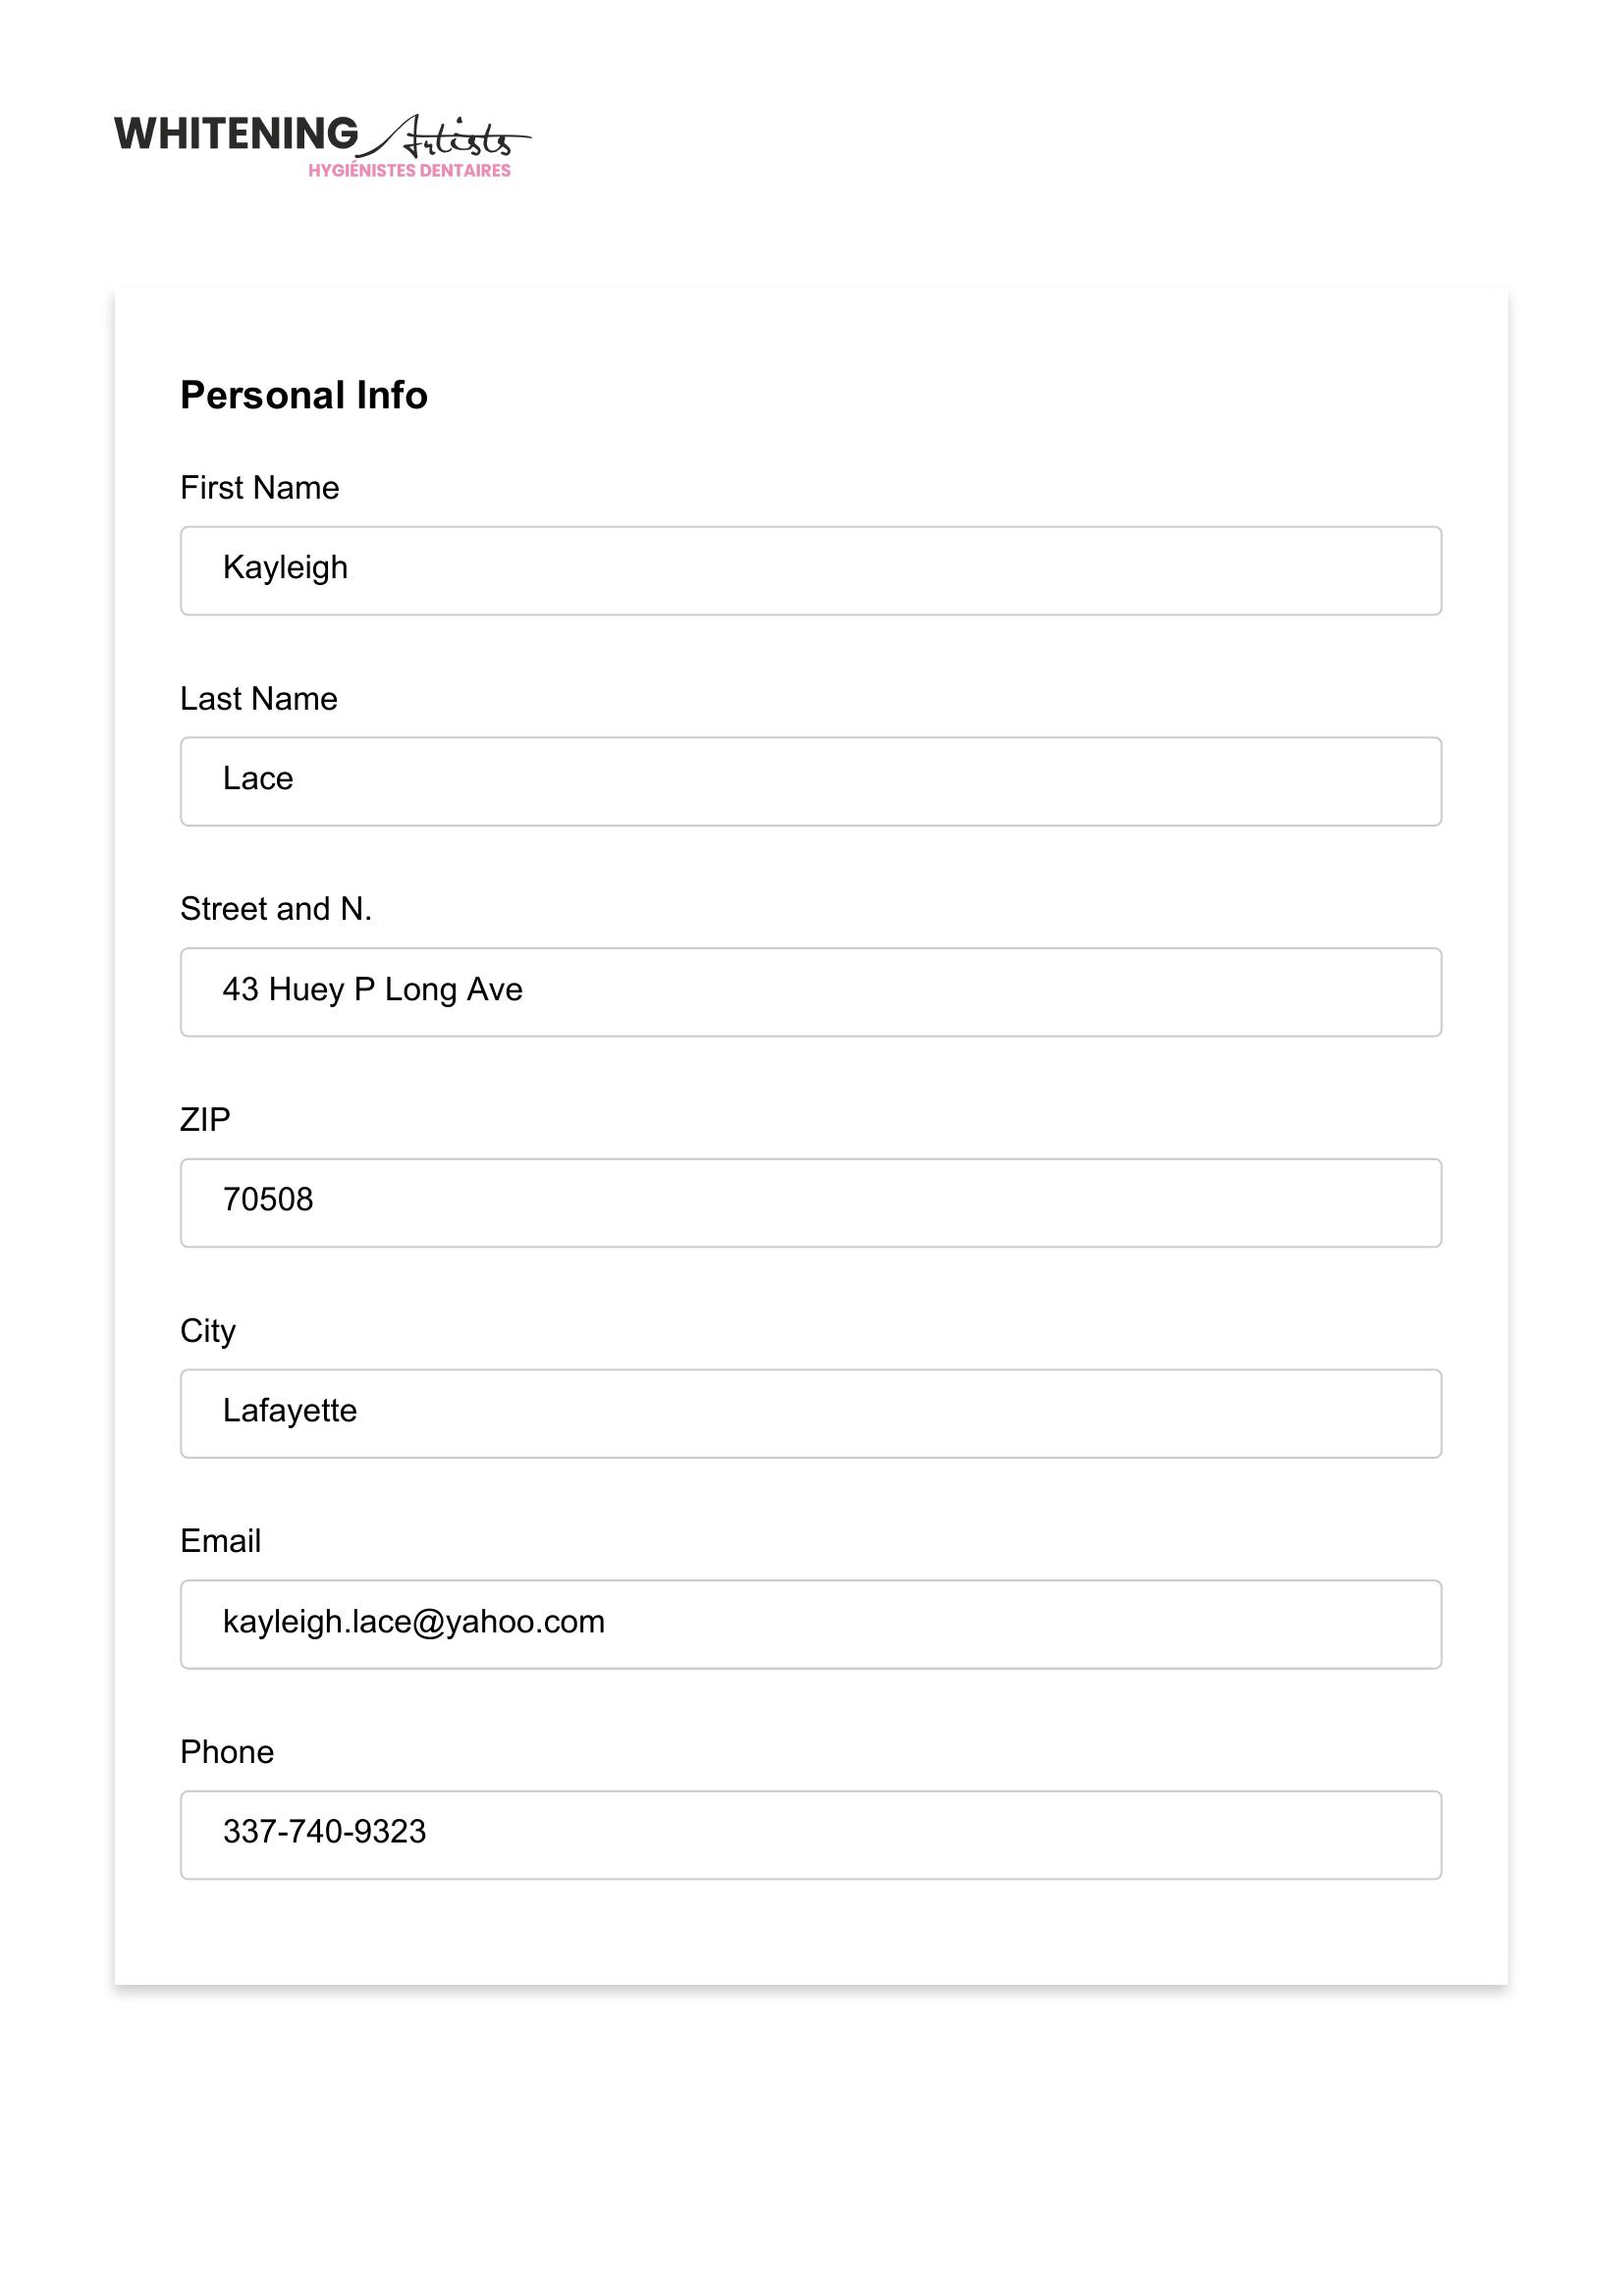 WHITENING Artists
HYGIÉNISTES DENTAIRES
Personal Info
First Name
Kayleigh
Last Name
Lace
Street and N.
43 Huey P Long Ave
ZIP
70508
City
Lafayette
Email
kayleigh.lace@yahoo.com
Phone
337-740-9323